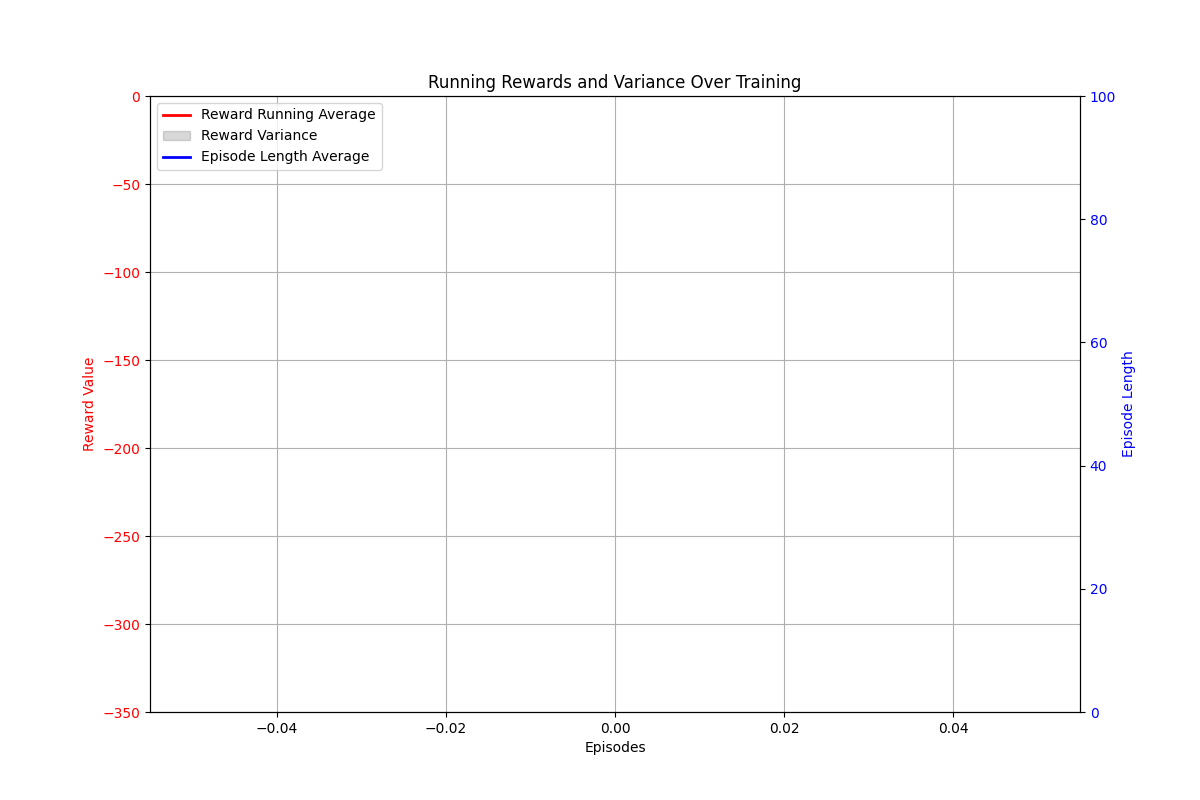 Running Rewards and Variance Over Training
Reward Running Average
Reward Variance
Episode Length Average
0
−50
−100
−150
−200
−250
−300
−350
Reward Value
100
80
60
40
20
0
Episode Length
−0.04
−0.02
0.00
0.02
0.04
Episodes